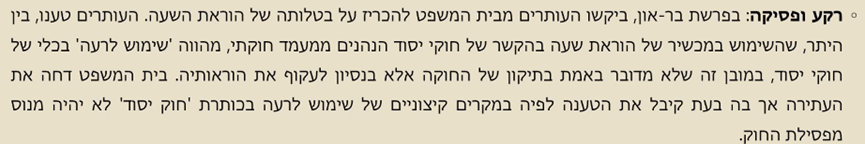 ◦ רקע ופסיקה: בפרשת בר-און, ביקשו העותרים מבית המשפט להכריז על בטלותה של הוראת השעה. העותרים טענו, בין
היתר, שהשימוש במכשיר של הוראת שעה בהקשר של חוקי יסוד הנהנים ממעמד חוקתי, מהווה 'שימוש לרעה' בכלי של
חוקי יסוד, במובן זה שלא מדובר באמת בתיקון של החוקה אלא בנסיון לעקוף את הוראותיה. בית המשפט דחה את
העתירה אך בה בעת קיבל את הטענה לפיה במקרים קיצוניים של שימוש לרעה בכותרת 'חוק יסוד' לא יהיה מנוס
מפסילת החוק.